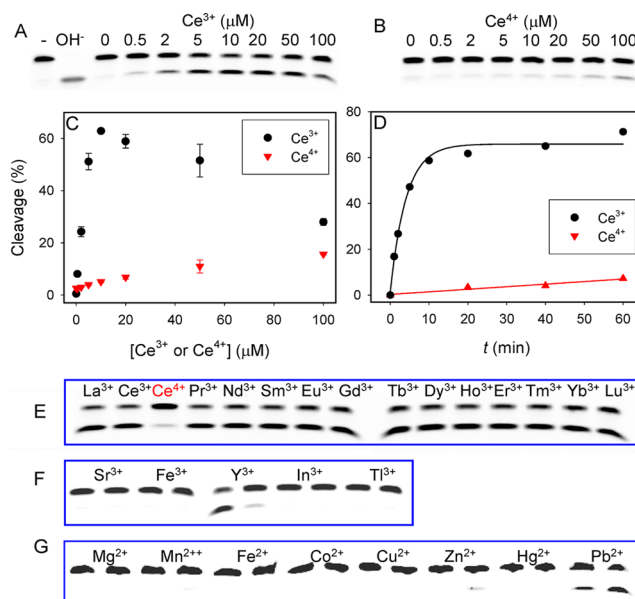 A - OH⁻ Ce³⁺ (μM)
0 0.5 2 5 10 20 50 100
B Ce⁴⁺ (μM)
0 0.5 2 5 10 20 50 100
C
Cleavage (%)
60
40
20
0
Ce³⁺
Ce⁴⁺
0 20 40 60 80 100
[Ce³⁺ or Ce⁴⁺] (μM)
D
80
60
40
20
0
Ce³⁺
Ce⁴⁺
0 10 20 30 40 50 60
t (min)
E
La³⁺ Ce³⁺ Ce⁴⁺ Pr³⁺ Nd³⁺ Sm³⁺ Eu³⁺ Gd³⁺ Tb³⁺ Dy³⁺ Ho³⁺ Er³⁺ Tm³⁺ Yb³⁺ Lu³⁺
F
Sr³⁺ Fe³⁺ Y³⁺ In³⁺ Tl³⁺
G
Mg²⁺ Mn²⁺⁺ Fe²⁺ Co²⁺ Cu²⁺ Zn²⁺ Hg²⁺ Pb²⁺